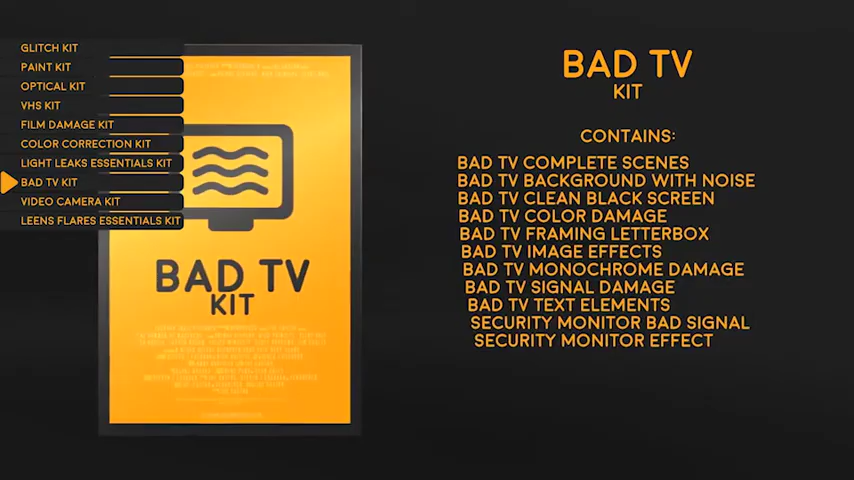 GLITCH KIT
PAINT KIT
OPTICAL KIT
VHS KIT
FILM DAMAGE KIT
COLOR CORRECTION KIT
LIGHT LEAKS ESSENTIALS KIT
BAD TV KIT
VIDEO CAMERA KIT
LEENS FLARES ESSENTIALS KIT
BAD TV
KIT
BAD TV
KIT
CONTAINS:
BAD TV COMPLETE SCENES
BAD TV BACKGROUND WITH NOISE
BAD TV CLEAN BLACK SCREEN
BAD TV COLOR DAMAGE
BAD TV FRAMING LETTERBOX
BAD TV IMAGE EFFECTS
BAD TV MONOCHROME DAMAGE
BAD TV SIGNAL DAMAGE
BAD TV TEXT ELEMENTS
SECURITY MONITOR BAD SIGNAL
SECURITY MONITOR EFFECT